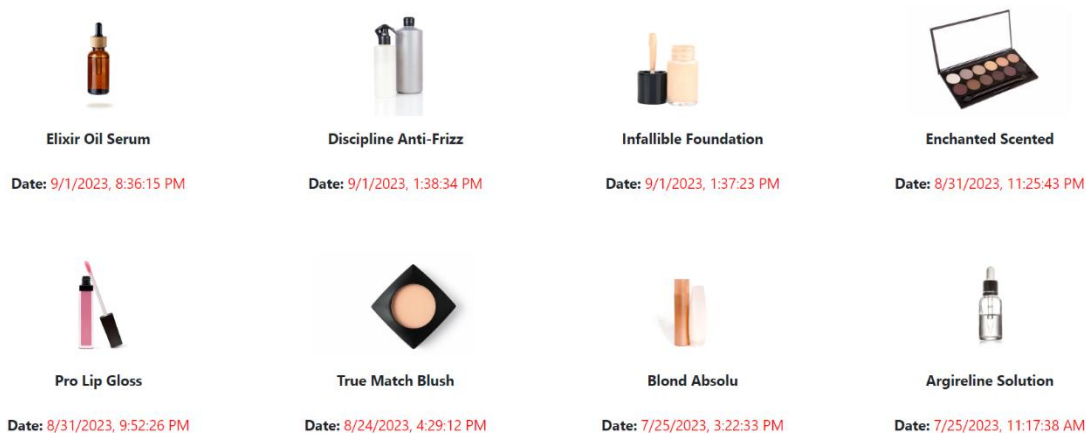 Elixir Oil Serum
Discipline Anti-Frizz
Infallible Foundation
Enchanted Scented
Date: 9/1/2023, 8:36:15 PM
Date: 9/1/2023, 1:38:34 PM
Date: 9/1/2023, 1:37:23 PM
Date: 8/31/2023, 11:25:43 PM
Pro Lip Gloss
True Match Blush
Blond Absolu
Argireline Solution
Date: 8/31/2023, 9:52:26 PM
Date: 8/24/2023, 4:29:12 PM
Date: 7/25/2023, 3:22:33 PM
Date: 7/25/2023, 11:17:38 AM